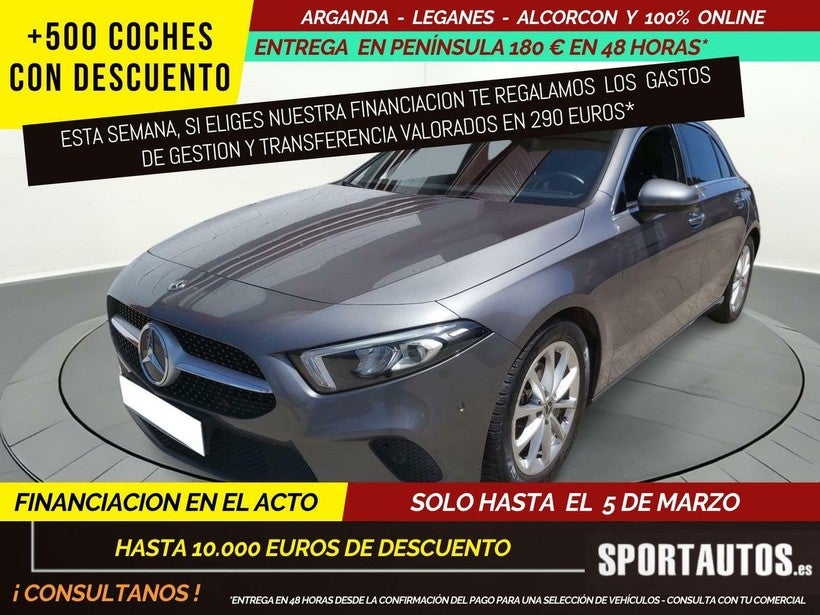 +500 COCHES
CON DESCUENTO
ARGANDA - LEGANES - ALCORCON Y 100% ONLINE
ENTREGA EN PENÍNSULA 180 € EN 48 HORAS*
ESTA SEMANA, SI ELIGES NUESTRA FINANCIACION TE REGALAMOS LOS GASTOS
DE GESTION Y TRANSFERENCIA VALORADOS EN 290 EUROS*
FINANCIACION EN EL ACTO
SOLO HASTA EL 5 DE MARZO
HASTA 10.000 EUROS DE DESCUENTO
SPORTAUTOS.es
¡ CONSULTANOS !
*ENTREGA EN 48 HORAS DESDE LA CONFIRMACIÓN DEL PAGO PARA UNA SELECCIÓN DE VEHÍCULOS - CONSULTA CON TU COMERCIAL